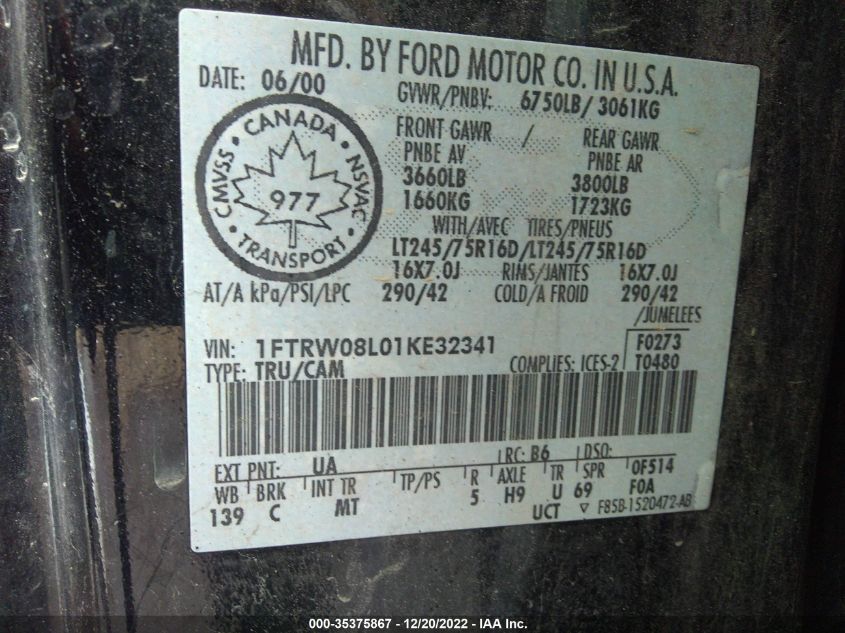 MFD. BY FORD MOTOR CO. IN U.S.A.
DATE: 06/00
GVWR/PNBV: 6750LB/ 3061KG
CMVSS · CANADA · NSVAC
977
TRANSPORT
FRONT GAWR / REAR GAWR
PNBE AV PNBE AR
3660LB 3800LB
1660KG 1723KG
WITH/AVEC TIRES/PNEUS
LT245/75R16D/LT245/75R16D
16X7.0J RIMS/JANTES 16X7.0J
AT/A kPa/PSI/LPC 290/42 COLD/A FROID 290/42
/JUMELEES
VIN: 1FTRW08L01KE32341 F0273
TYPE: TRU/CAM COMPLIES: ICES-2 T0480
EXT PNT: UA RC: B6 DSO:
WB BRK INT TR TP/PS R AXLE TR SPR 0F514
139 C MT 5 H9 U 69 F0A
UCT ▽ F85B-1520472-AB
000-35375867 - 12/20/2022 - IAA Inc.